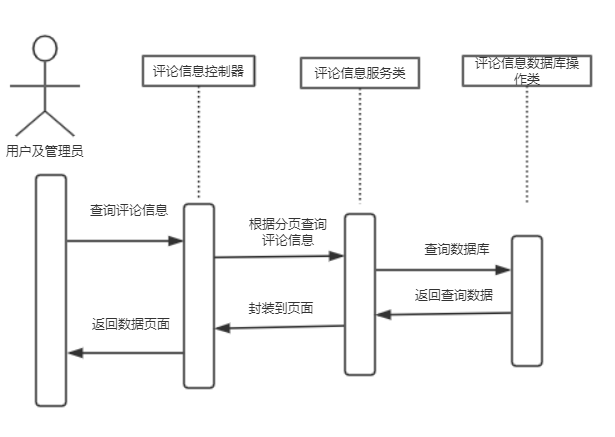 评论信息控制器
评论信息服务类
评论信息数据库操
作类
用户及管理员
查询评论信息
根据分页查询
评论信息
查询数据库
返回查询数据
封装到页面
返回数据页面